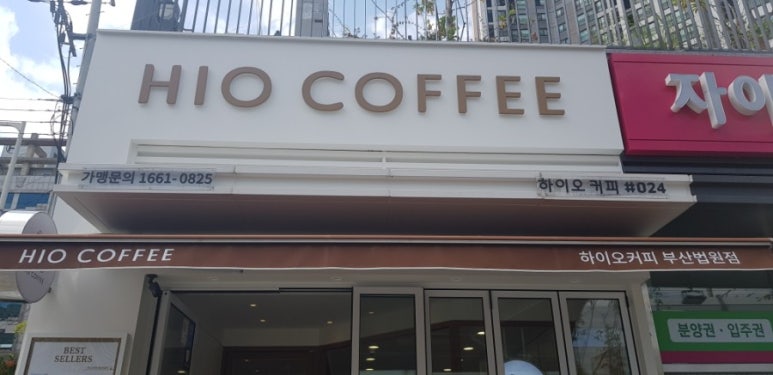 HIO COFFEE
자이
가맹문의 1661-0825
하이오 커피 #024
HIO COFFEE
하이오커피 부산법원점
분양권·입주권
BEST
SELLERS